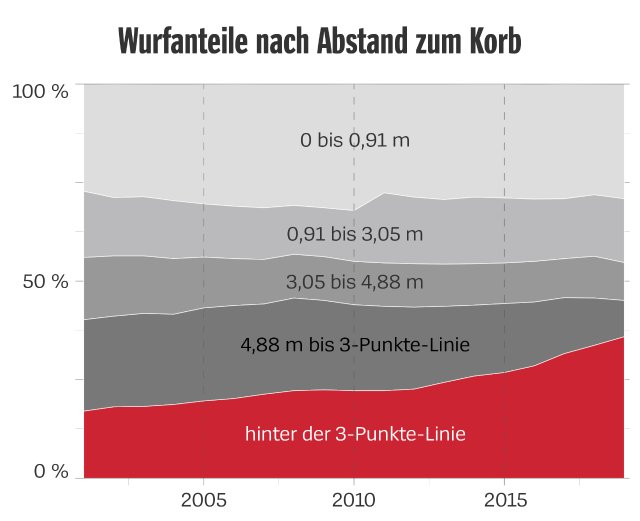 Wurfanteile nach Abstand zum Korb
100 %
0 bis 0,91 m
0,91 bis 3,05 m
50 %
3,05 bis 4,88 m
4,88 m bis 3-Punkte-Linie
hinter der 3-Punkte-Linie
0 %
2005
2010
2015